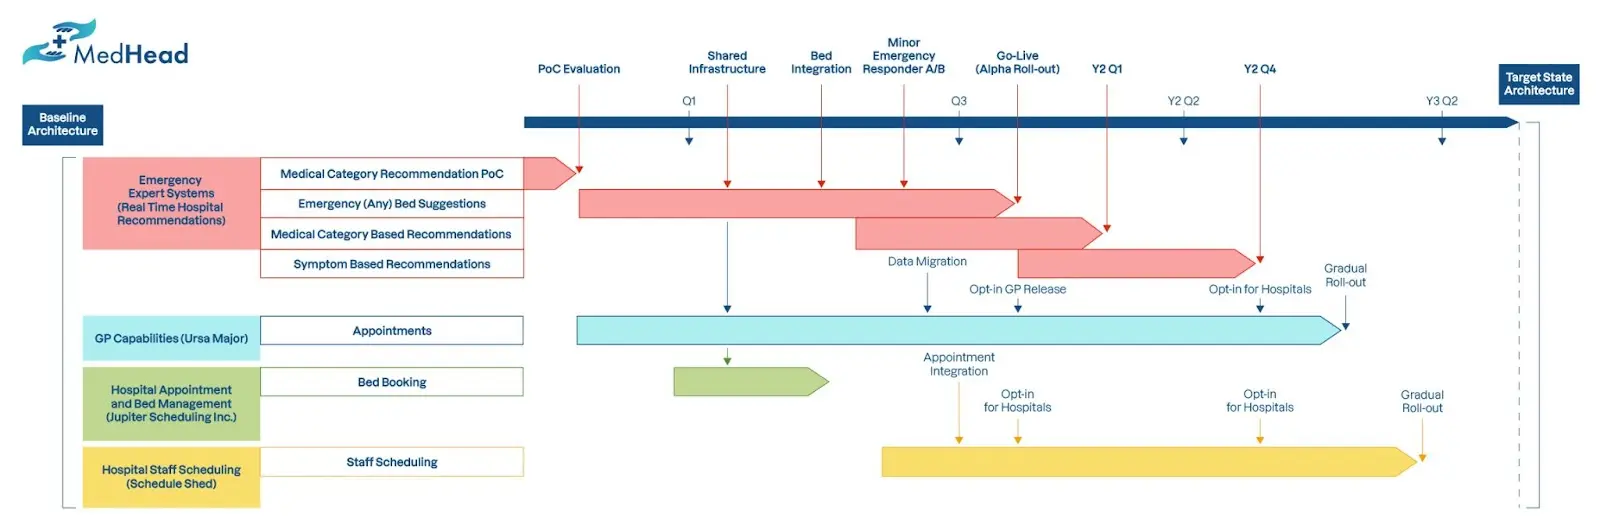 MedHead
PoC Evaluation
Shared
Infrastructure
Bed
Integration
Minor
Emergency
Responder A/B
Go-Live
(Alpha Roll-out)
Y2 Q1
Y2 Q4
Target State
Architecture
Baseline
Architecture
Q1
Q3
Y2 Q2
Y3 Q2
Emergency
Expert Systems
(Real Time Hospital
Recommendations)
Medical Category Recommendation PoC
Emergency (Any) Bed Suggestions
Medical Category Based Recommendations
Symptom Based Recommendations
Data Migration
Opt-in GP Release
Opt-in for Hospitals
Gradual
Roll-out
GP Capabilities (Ursa Major)
Appointments
Hospital Appointment
and Bed Management
(Jupiter Scheduling Inc.)
Bed Booking
Appointment
Integration
Opt-in
for Hospitals
Opt-in
for Hospitals
Gradual
Roll-out
Hospital Staff Scheduling
(Schedule Shed)
Staff Scheduling